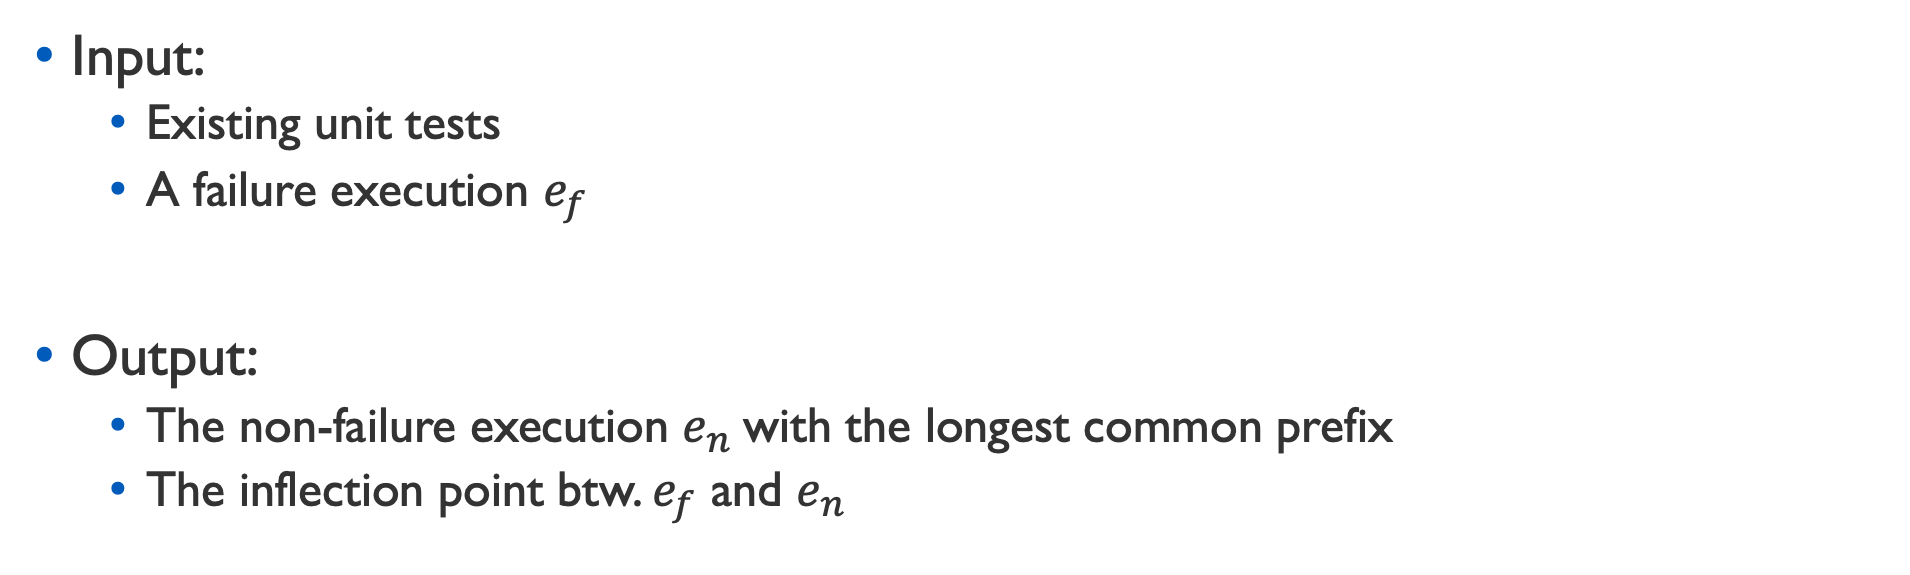 • Input:
• Existing unit tests
• A failure execution e_f
• Output:
• The non-failure execution e_n with the longest common prefix
• The inflection point btw. e_f and e_n